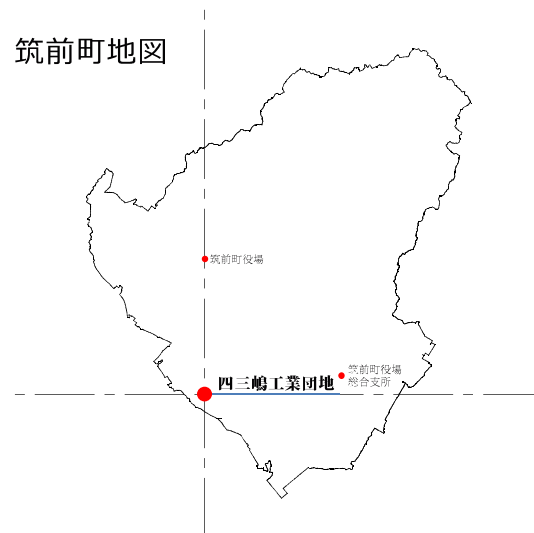 筑前町地図
筑前町役場
筑前町役場
総合支所
四三嶋工業団地